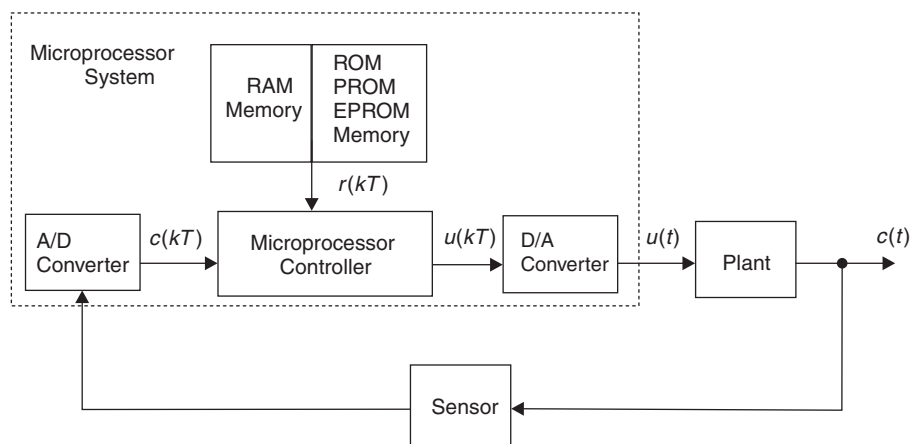 Microprocessor
System
RAM
Memory
ROM
PROM
EPROM
Memory
r(kT)
A/D
Converter
c(kT)
Microprocessor
Controller
u(kT)
D/A
Converter
u(t)
Plant
c(t)
Sensor